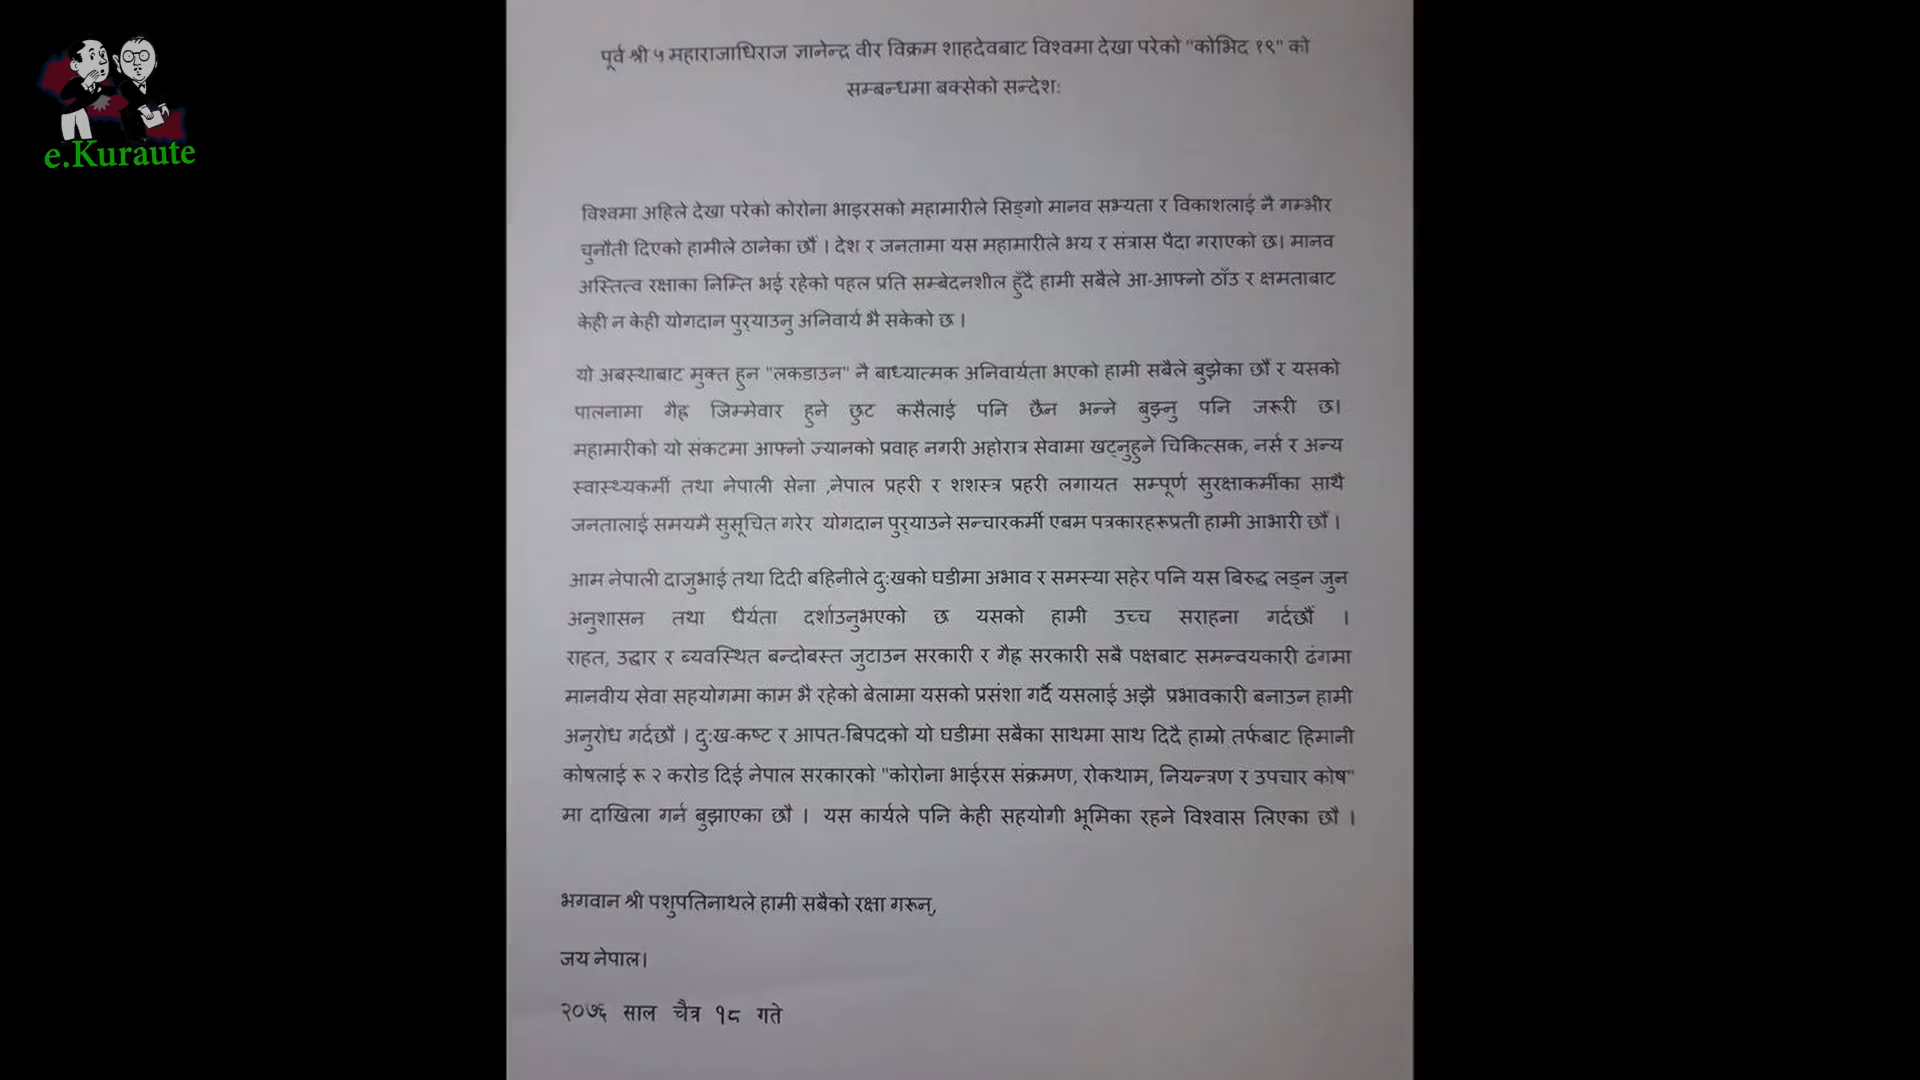 e.Kuraute
पूर्व श्री ५ महाराजाधिराज ज्ञानेन्द्र वीर विक्रम शाहदेवबाट विश्वमा देखा परेको "कोभिद १९" को
सम्बन्धमा बक्सेको सन्देश:
विश्वमा अहिले देखा परेको कोरोना भाइरसको महामारीले सिङ्गो मानव सभ्यता र विकाशलाई नै गम्भीर
चुनौती दिएको हामीले ठानेका छौं । देश र जनतामा यस महामारीले भय र संत्रास पैदा गराएको छ। मानव
अस्तित्व रक्षाका निम्ति भई रहेको पहल प्रति सम्बेदनशील हुँदै हामी सबैले आ-आफ्नो ठाँउ र क्षमताबाट
केही न केही योगदान पुर्‍याउनु अनिवार्य भै सकेको छ ।
यो अबस्थाबाट मुक्त हुन "लकडाउन" नै बाध्यात्मक अनिवार्यता भएको हामी सबैले बुझेका छौं र यसको
पालनामा गैह्र जिम्मेवार हुने छुट कसैलाई पनि छैन भन्ने बुझ्नु पनि जरूरी छ।
महामारीको यो संकटमा आफ्नो ज्यानको प्रवाह नगरी अहोरात्र सेवामा खट्नुहुने चिकित्सक, नर्स र अन्य
स्वास्थ्यकर्मी तथा नेपाली सेना ,नेपाल प्रहरी र शशस्त्र प्रहरी लगायत सम्पूर्ण सुरक्षाकर्मीका साथै
जनतालाई समयमै सुसूचित गरेर योगदान पुर्‍याउने सन्चारकर्मी एबम पत्रकारहरूप्रती हामी आभारी छौं ।
आम नेपाली दाजुभाई तथा दिदी बहिनीले दु:खको घडीमा अभाव र समस्या सहेर पनि यस बिरुद्ध लड्न जुन
अनुशासन तथा धैर्यता दर्शाउनुभएको छ यसको हामी उच्च सराहना गर्दछौं ।
राहत, उद्धार र ब्यवस्थित बन्दोबस्त जुटाउन सरकारी र गैह्र सरकारी सबै पक्षबाट समन्वयकारी ढंगमा
मानवीय सेवा सहयोगमा काम भै रहेको बेलामा यसको प्रसंशा गर्दै यसलाई अझै प्रभावकारी बनाउन हामी
अनुरोध गर्दछौ । दु:ख-कष्ट र आपत-बिपदको यो घडीमा सबैका साथमा साथ दिदै हाम्रो तर्फबाट हिमानी
कोषलाई रू २ करोड दिई नेपाल सरकारको "कोरोना भाईरस संक्रमण, रोकथाम, नियन्त्रण र उपचार कोष"
मा दाखिला गर्न बुझाएका छौ । यस कार्यले पनि केही सहयोगी भूमिका रहने विश्वास लिएका छौ ।
भगवान श्री पशुपतिनाथले हामी सबैको रक्षा गरून्,
जय नेपाल।
२०७६ साल चैत्र १८ गते